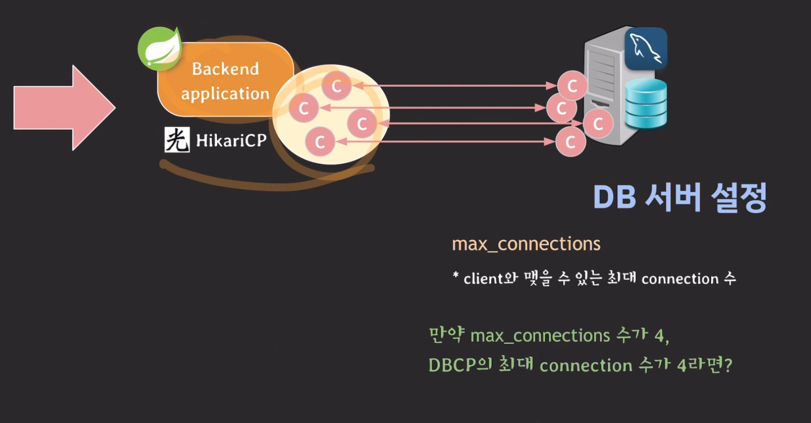 Backend
application
C
C
C
C
C
C
C
C
光 HikariCP
DB 서버 설정
max_connections
* client와 맺을 수 있는 최대 connection 수
만약 max_connections 수가 4,
DBCP의 최대 connection 수가 4라면?